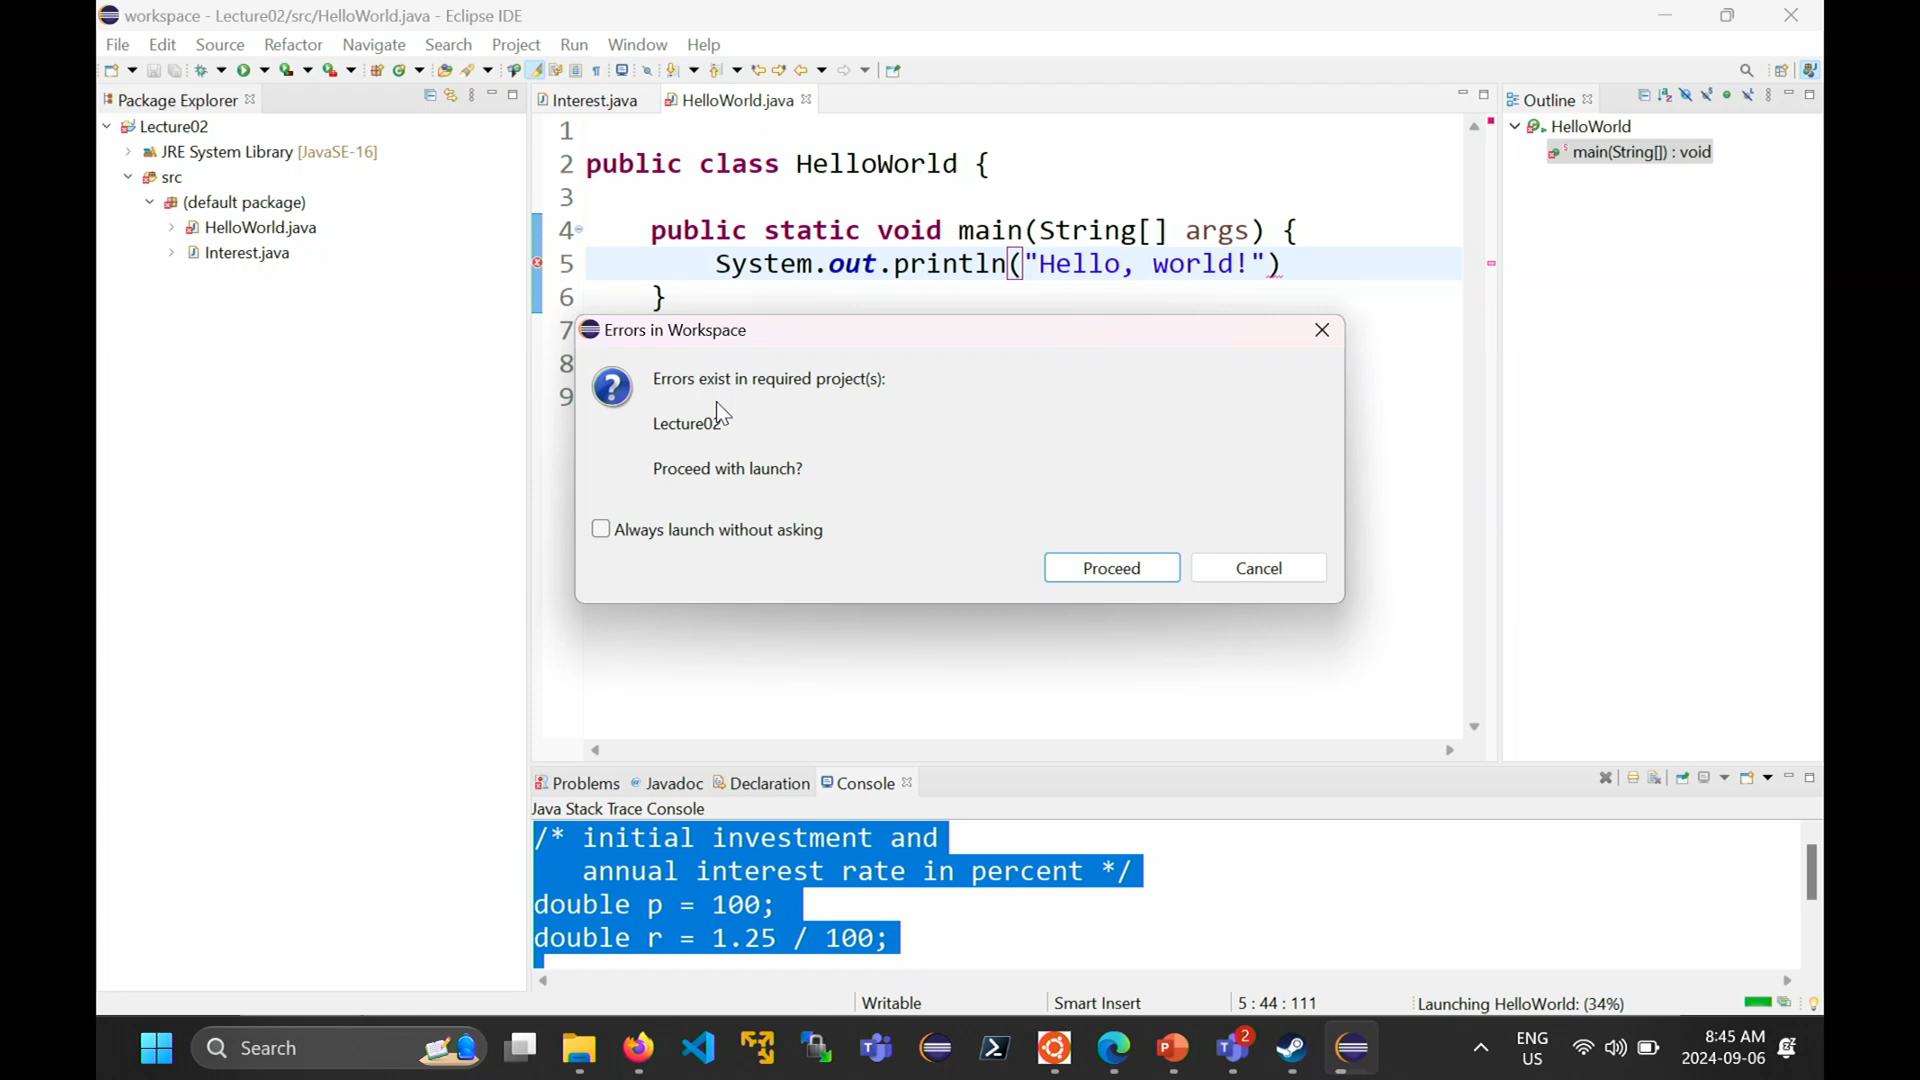 workspace - Lecture02/src/HelloWorld.java - Eclipse IDE
File Edit Source Refactor Navigate Search Project Run Window Help
Package Explorer
Lecture02
JRE System Library [JavaSE-16]
src
(default package)
HelloWorld.java
Interest.java
Interest.java HelloWorld.java
1
2 public class HelloWorld {
3
4 public static void main(String[] args) {
5 System.out.println("Hello, world!")
6 }
7
8
9
Errors in Workspace
Errors exist in required project(s):
Lecture02
Proceed with launch?
Always launch without asking
Proceed Cancel
Outline
HelloWorld
main(String[]) : void
Problems Javadoc Declaration Console
Java Stack Trace Console
/* initial investment and
annual interest rate in percent */
double p = 100;
double r = 1.25 / 100;
Writable Smart Insert 5 : 44 : 111 Launching HelloWorld: (34%)
Search
2
ENG
US
8:45 AM
2024-09-06